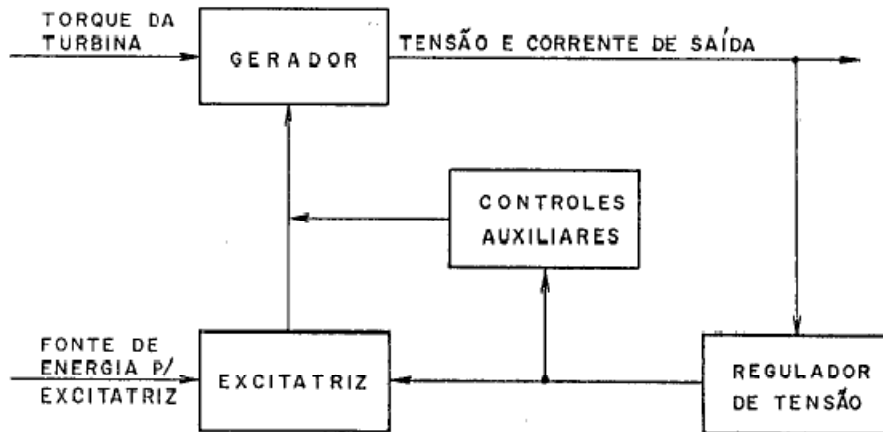 TORQUE DA
TURBINA
GERADOR
TENSÃO E CORRENTE DE SAÍDA
CONTROLES
AUXILIARES
FONTE DE
ENERGIA P/
EXCITATRIZ
EXCITATRIZ
REGULADOR
DE TENSÃO